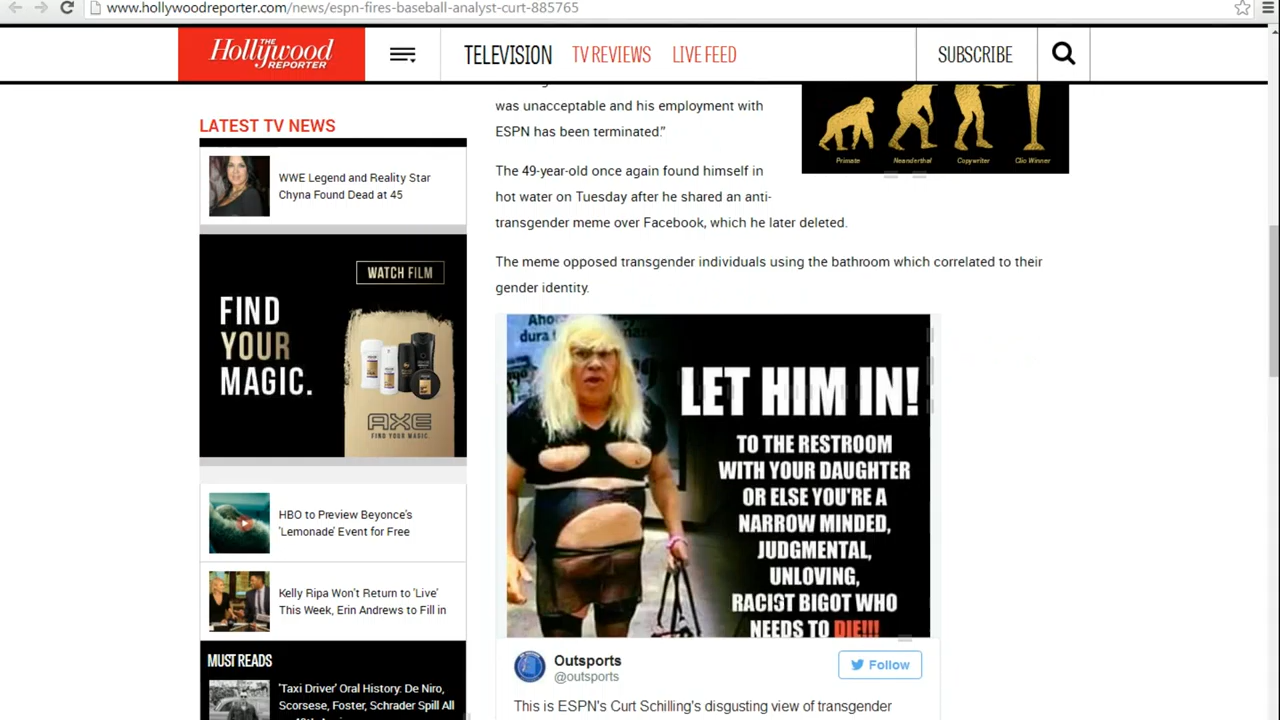 www.hollywoodreporter.com/news/espn-fires-baseball-analyst-curt-885765
THE
Hollywood
REPORTER
TELEVISION
TV REVIEWS
LIVE FEED
SUBSCRIBE
LATEST TV NEWS
WWE Legend and Reality Star
Chyna Found Dead at 45
WATCH FILM
FIND
YOUR
MAGIC.
AXE
FIND YOUR MAGIC.
HBO to Preview Beyonce's
'Lemonade' Event for Free
Kelly Ripa Won't Return to 'Live'
This Week, Erin Andrews to Fill in
MUST READS
'Taxi Driver' Oral History: De Niro,
Scorsese, Foster, Schrader Spill All
was unacceptable and his employment with
ESPN has been terminated.”
The 49-year-old once again found himself in
hot water on Tuesday after he shared an anti-
transgender meme over Facebook, which he later deleted.
The meme opposed transgender individuals using the bathroom which correlated to their
gender identity.
Primate
Neanderthal
Copywriter
Clio Winner
dura
LET HIM IN!
TO THE RESTROOM
WITH YOUR DAUGHTER
OR ELSE YOU'RE A
NARROW MINDED,
JUDGMENTAL,
UNLOVING,
RACIST BIGOT WHO
NEEDS TO DIE!!!
Outsports
@outsports
Follow
This is ESPN's Curt Schilling's disgusting view of transgender